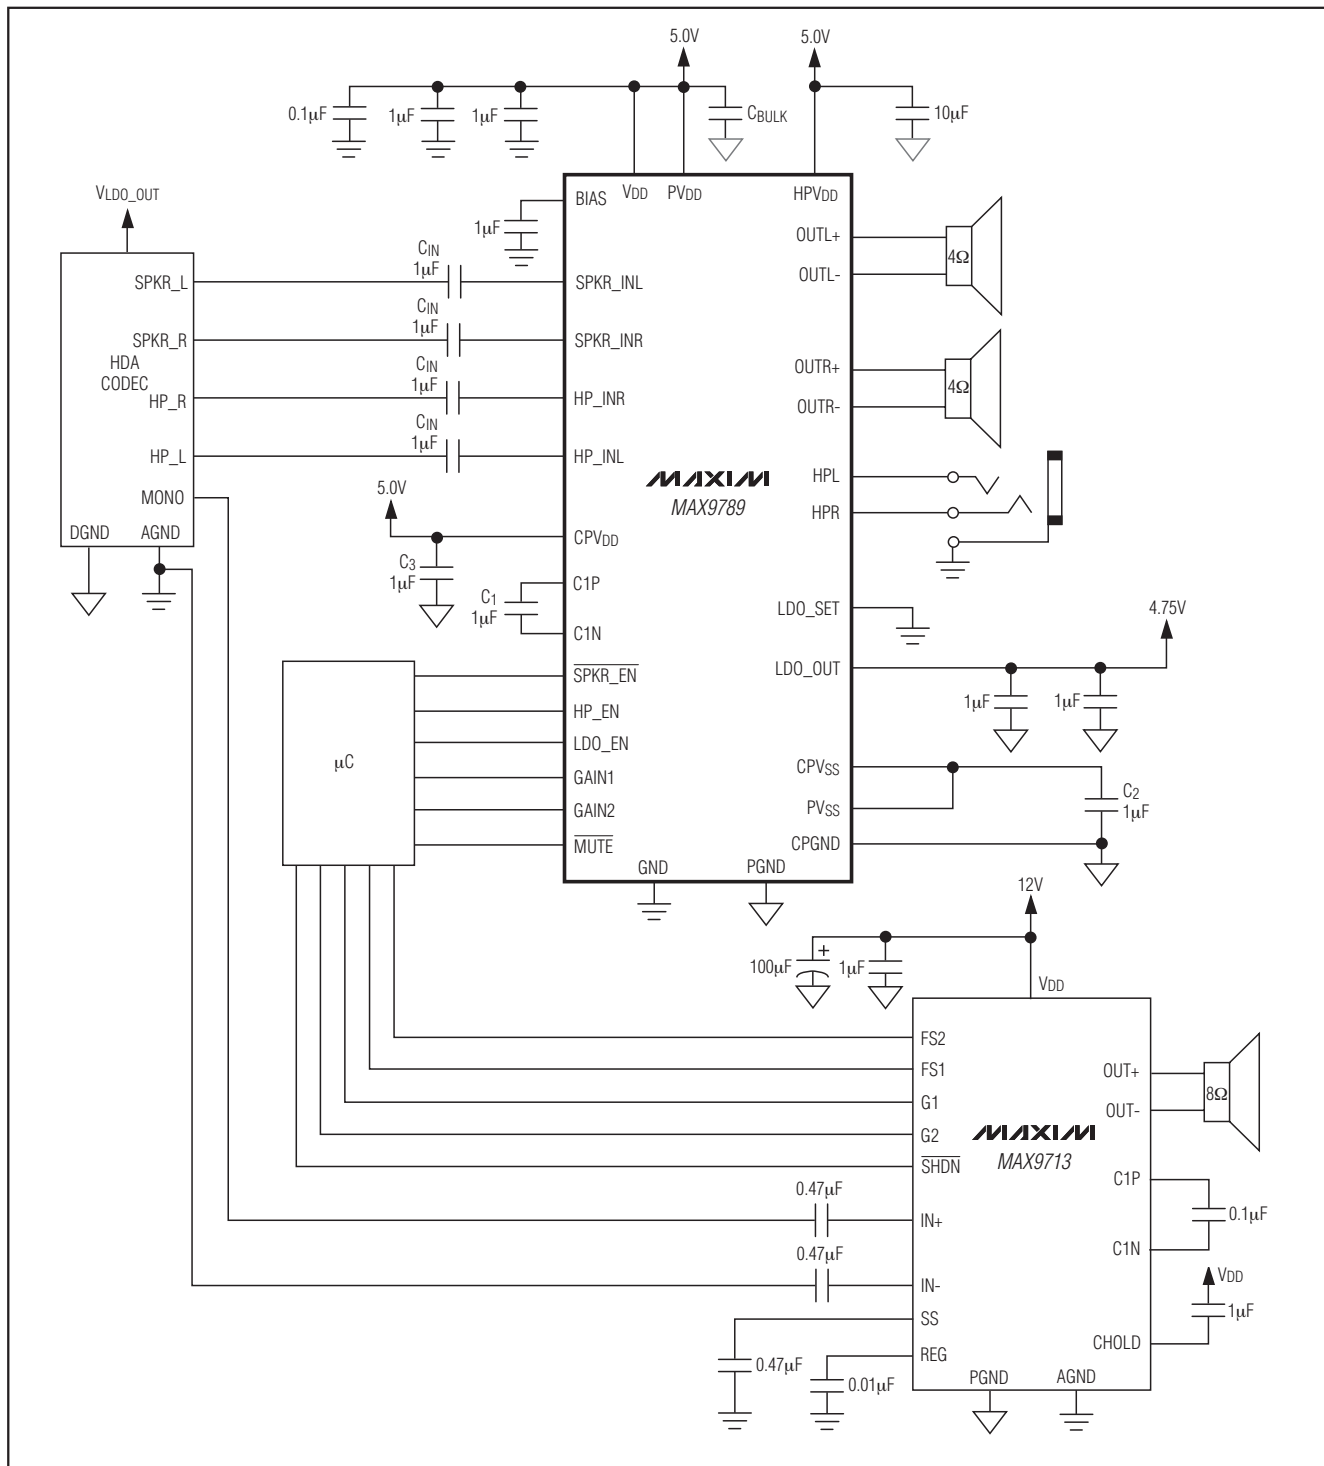 5.0V
5.0V
0.1μF
1μF
1μF
CBULK
10μF
VLDO_OUT
BIAS
VDD
PVDD
HPVDD
1μF
OUTL+
4Ω
OUTL-
SPKR_L
CIN
1μF
SPKR_INL
SPKR_R
CIN
1μF
SPKR_INR
HDA
CODEC
OUTR+
4Ω
OUTR-
HP_R
CIN
1μF
HP_INR
HP_L
CIN
1μF
HP_INL
MAXIM
MAX9789
HPL
HPR
MONO
5.0V
DGND
AGND
CPVDD
C3
1μF
C1P
C1
1μF
C1N
LDO_SET
4.75V
LDO_OUT
1μF
1μF
SPKR_EN
HP_EN
LDO_EN
μC
GAIN1
GAIN2
MUTE
CPVSS
PVSS
C2
1μF
CPGND
GND
PGND
12V
100μF
+
1μF
VDD
FS2
FS1
G1
G2
SHDN
OUT+
8Ω
OUT-
MAXIM
MAX9713
0.47μF
IN+
C1P
0.1μF
C1N
0.47μF
IN-
VDD
1μF
SS
CHOLD
0.47μF
REG
0.01μF
PGND
AGND